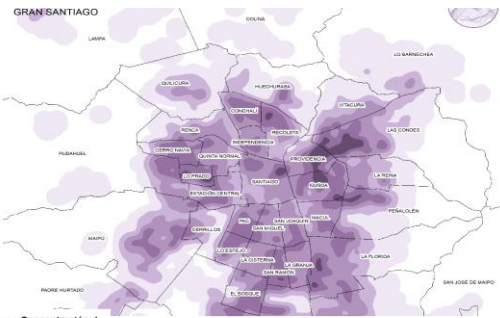 GRAN SANTIAGO
COLINA
LAMPA
LO BARNECHEA
QUILICURA
HUECHURABA
VITACURA
CONCHALÍ
RENCA
RECOLETA
LAS CONDES
INDEPENDENCIA
CERRO NAVIA
QUINTA NORMAL
PROVIDENCIA
PUDAHUEL
LO PRADO
LA REINA
SANTIAGO
ÑUÑOA
ESTACIÓN CENTRAL
PEÑALOLÉN
PAC
SAN JOAQUÍN
MACUL
CERRILLOS
SAN MIGUEL
MAIPÚ
LO ESPEJO
LA CISTERNA
LA GRANJA
LA FLORIDA
SAN RAMÓN
PADRE HURTADO
SAN JOSÉ DE MAIPO
EL BOSQUE